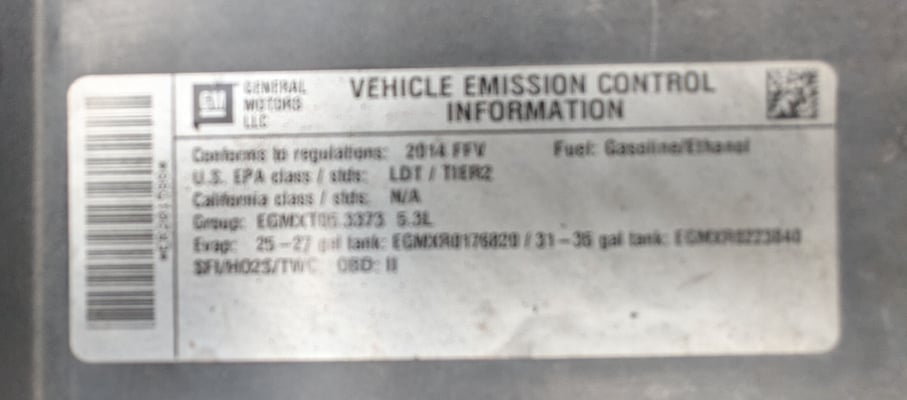 GM
GENERAL
MOTORS
LLC
VEHICLE EMISSION CONTROL
INFORMATION
Conforms to regulations: 2014 FFV Fuel: Gasoline/Ethanol
U.S. EPA class / stds: LDT / TIER2
California class / stds: N/A
Group: EGMXT05.3373 5.3L
Evap: 25-27 gal tank: EGMXR0176820 / 31-36 gal tank:
SFI/HO2S/TWC OBD: II